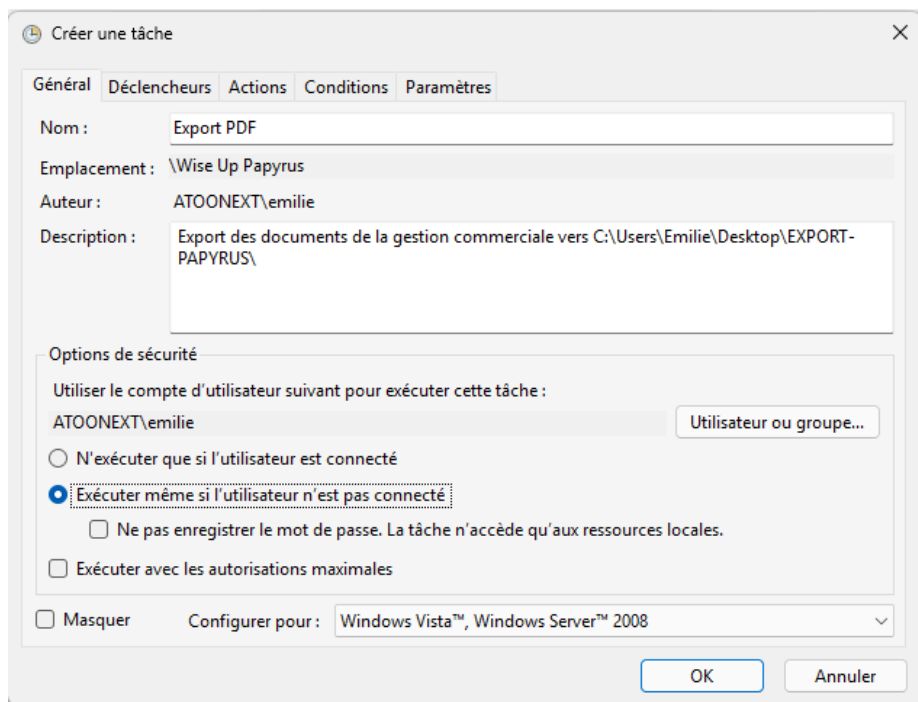 Créer une tâche
Général Déclencheurs Actions Conditions Paramètres
Nom : Export PDF
Emplacement : \Wise Up Papyrus
Auteur : ATOONEXT\emilie
Description : Export des documents de la gestion commerciale vers C:\Users\Emilie\Desktop\EXPORT-
PAPYRUS\
Options de sécurité
Utiliser le compte d'utilisateur suivant pour exécuter cette tâche :
ATOONEXT\emilie Utilisateur ou groupe...
N'exécuter que si l'utilisateur est connecté
Exécuter même si l'utilisateur n'est pas connecté
Ne pas enregistrer le mot de passe. La tâche n'accède qu'aux ressources locales.
Exécuter avec les autorisations maximales
Masquer Configurer pour : Windows Vista™, Windows Server™ 2008
OK Annuler